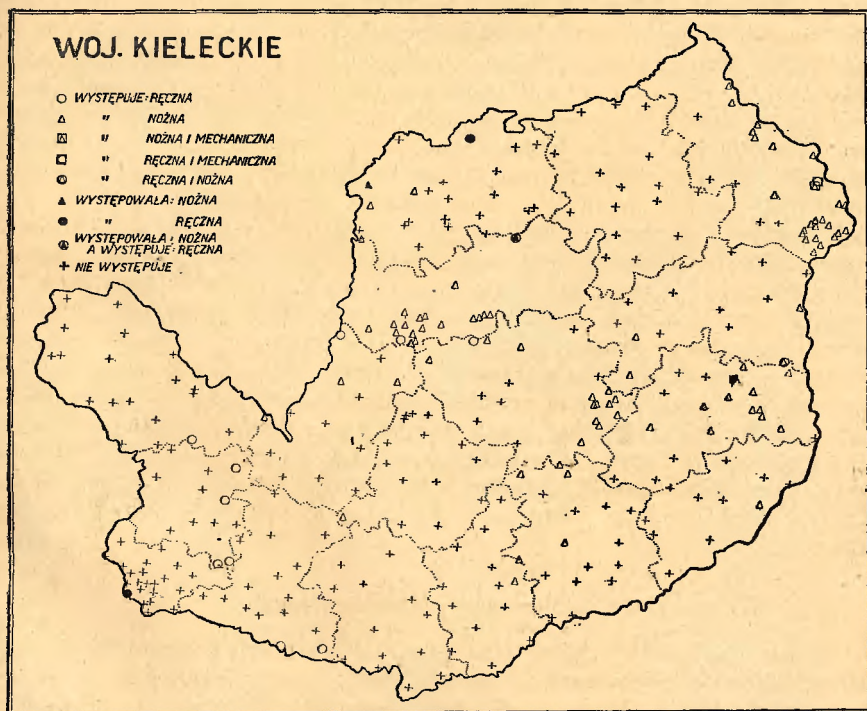 WOJ. KIELECKIE
WYSTĘPUJE: RĘCZNA
" NOŻNA
" NOŻNA I MECHANICZNA
" RĘCZNA I MECHANICZNA
" RĘCZNA I NOŻNA
WYSTĘPOWAŁA: NOŻNA
" RĘCZNA
WYSTĘPOWAŁA: NOŻNA
A WYSTĘPUJE: RĘCZNA
NIE WYSTĘPUJE